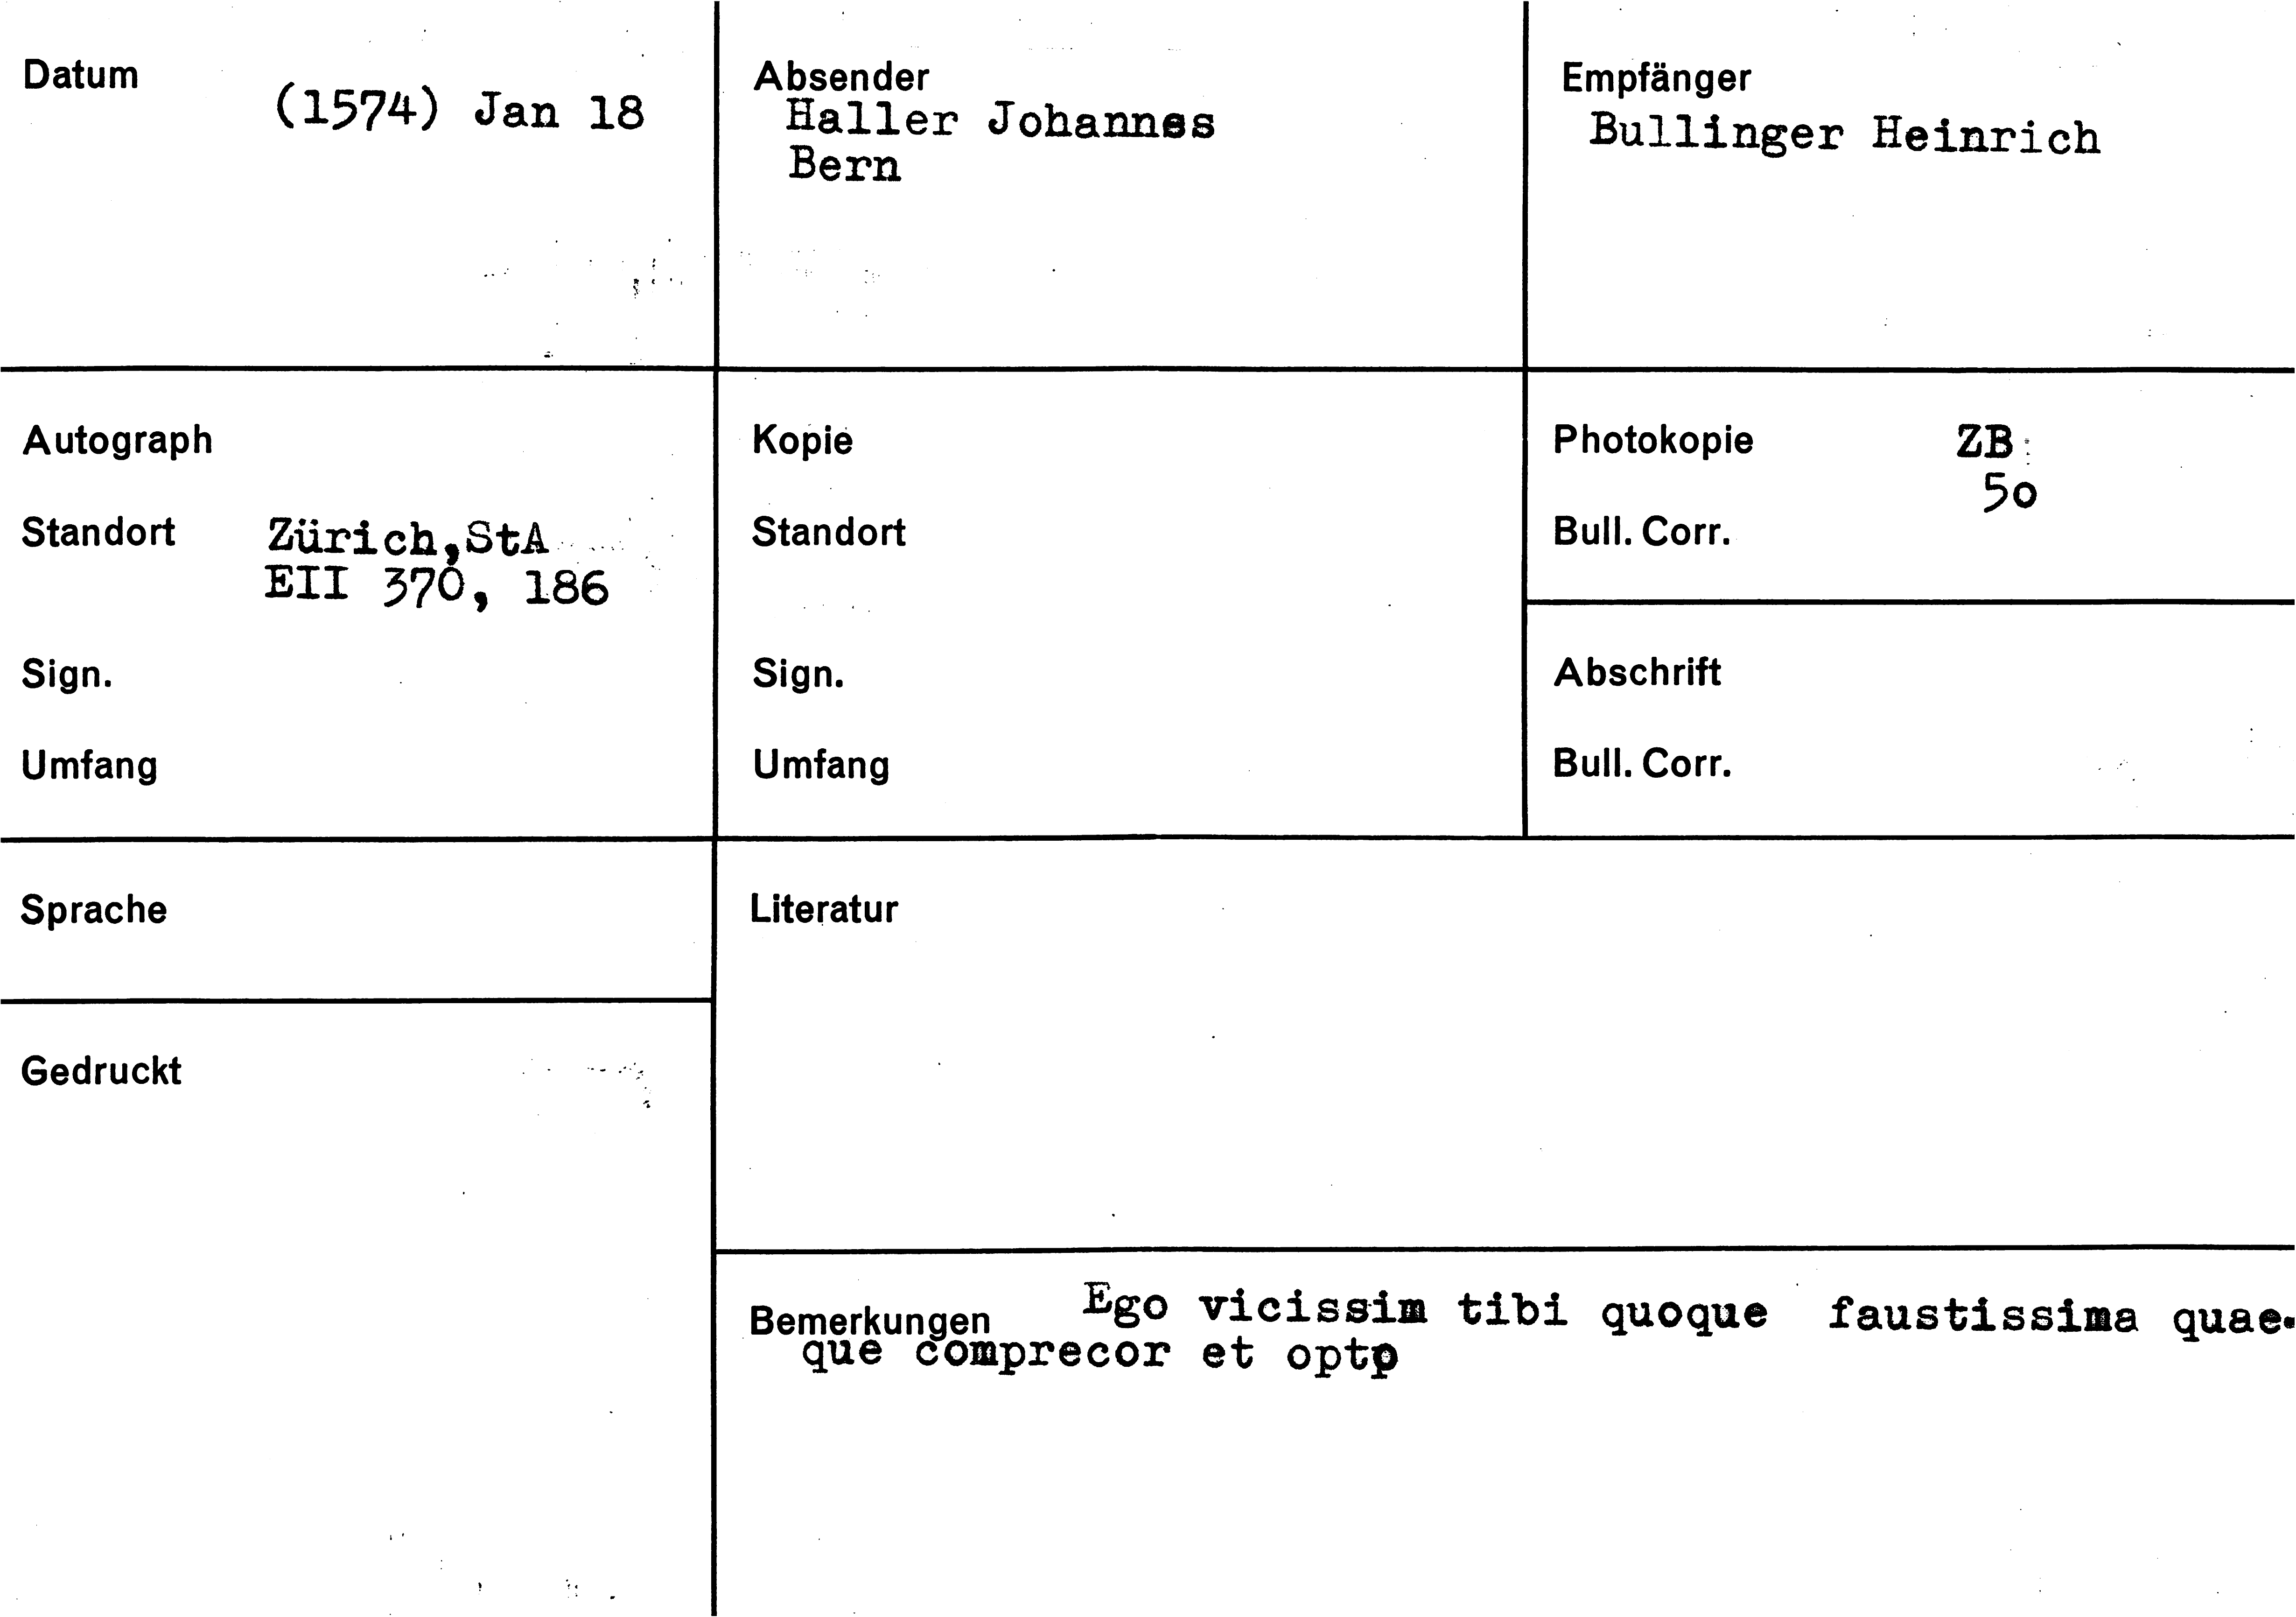 Datum
(1574) Jan 18
Absender
Haller Johannes
Bern
Empfänger
Bullinger Heinrich
Autograph
Standort Zürich,StA
EII 370, 186
Sign.
Umfang
Kopie
Standort
Sign.
Umfang
Photokopie ZB
50
Bull. Corr.
Abschrift
Bull. Corr.
Sprache
Gedruckt
Literatur
Bemerkungen Ego vicissim tibi quoque faustissima quae-
que comprecor et opto